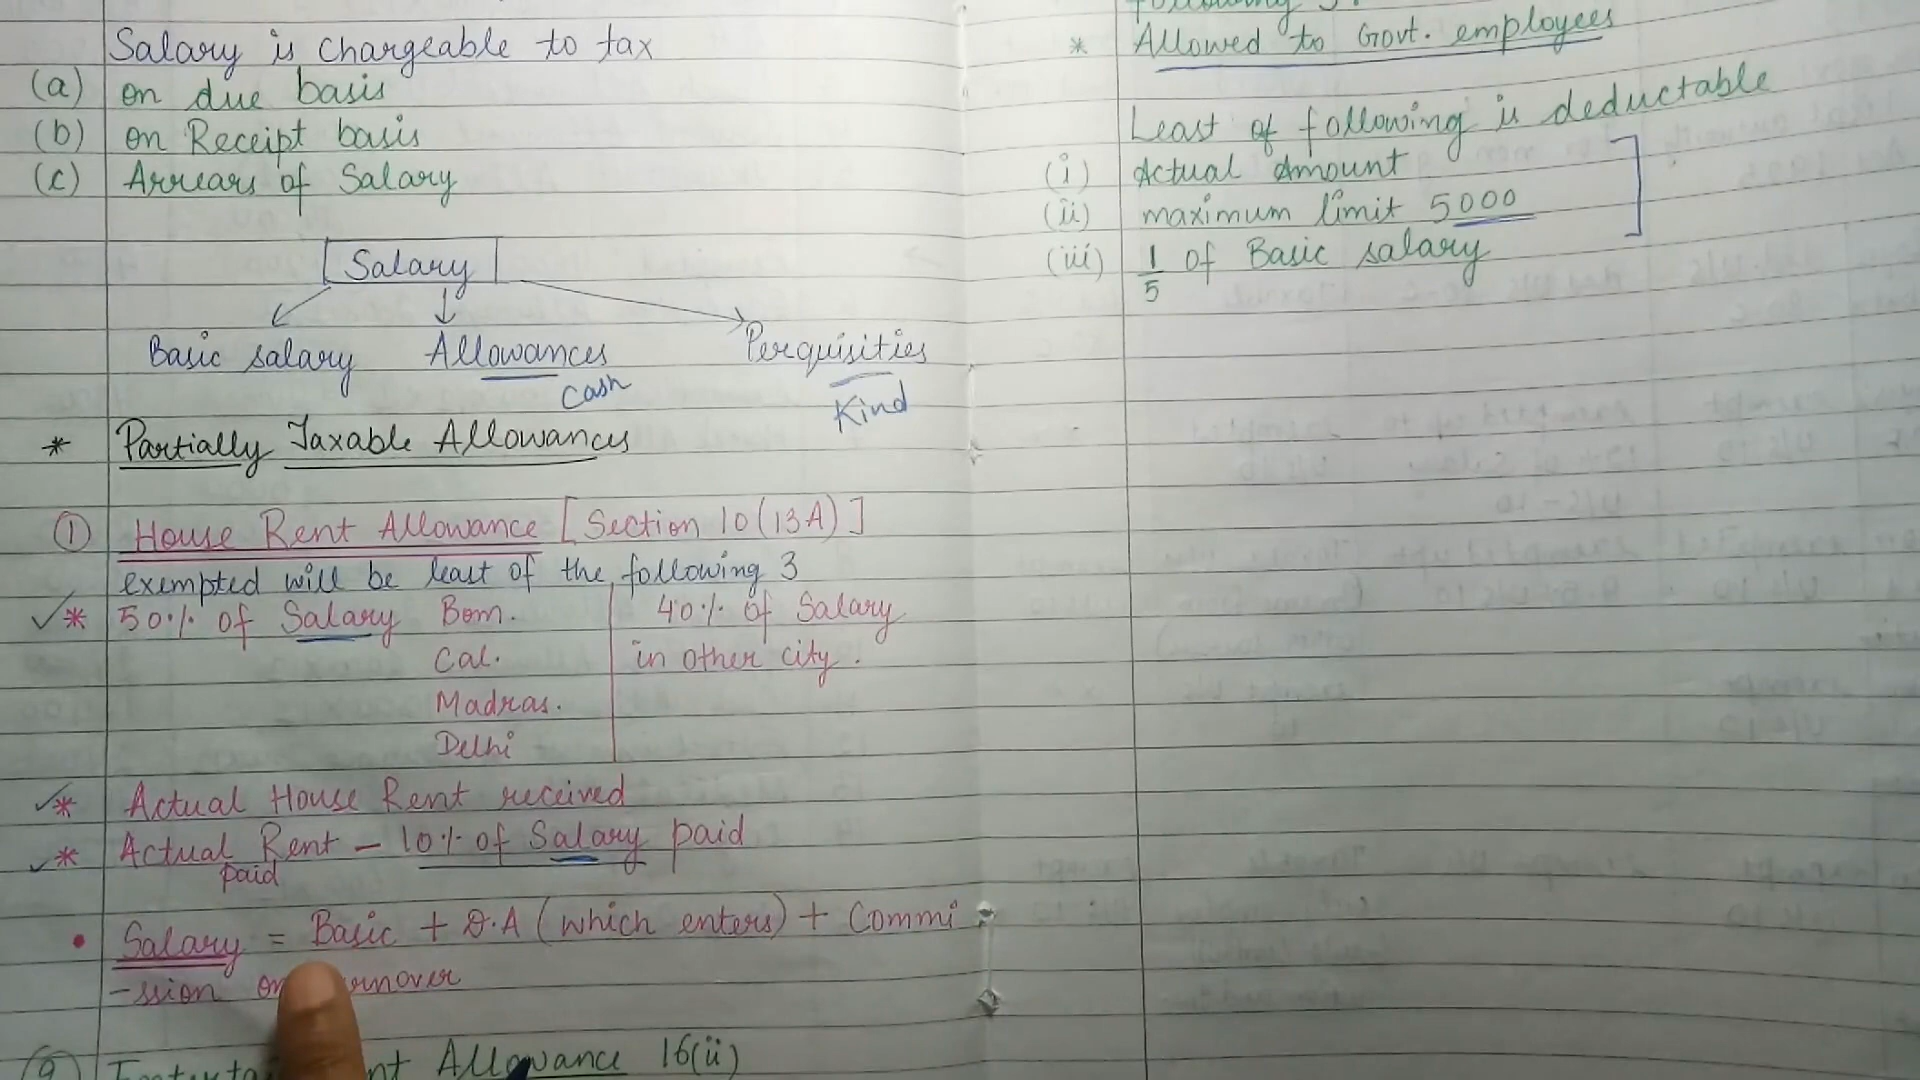 Salary is chargeable to tax
(a) on due basis
(b) on Receipt basis
(c) Arrears of Salary
Salary
Basic salary Allowances Perquisities
cash
Kind
* Partially Taxable Allowances
① House Rent Allowance [Section 10(13A)]
exempted will be least of the following 3
✓* 50% of Salary Bom. 40% of Salary
Cal. in other city.
Madras.
Delhi
✓* Actual House Rent received
✓* Actual Rent - 10% of Salary paid
paid
• Salary = Basic + D.A (which enters) + Commi
-ssion on
Allowance 16(ii)
* Allowed to Govt. employees
Least of following is deductable
(i) Actual Amount
(ii) maximum limit 5000
(iii) 1/5 of Basic salary